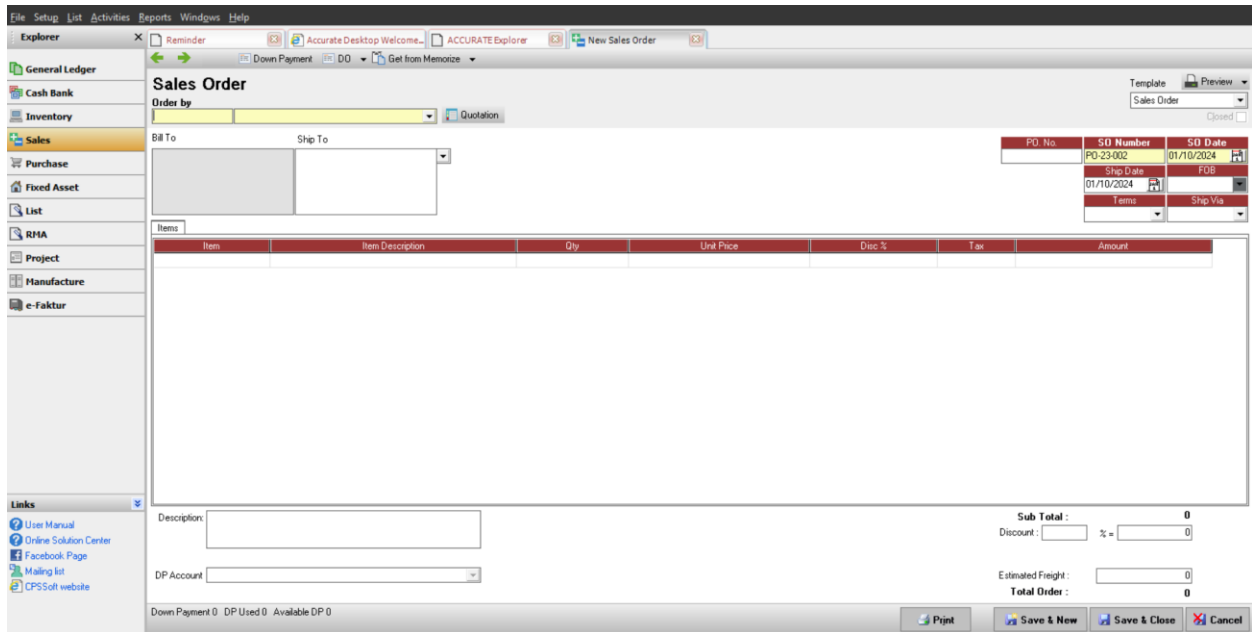 File Setup List Activities Reports Windows Help
Explorer
Reminder
Accurate Desktop Welcome...
ACCURATE Explorer
New Sales Order
General Ledger
Cash Bank
Inventory
Sales
Purchase
Fixed Asset
List
RMA
Project
Manufacture
e-Faktur
Links
User Manual
Online Solution Center
Facebook Page
Mailing list
CPSSoft website
Down Payment DO Get from Memorize
Sales Order
Template Preview
Sales Order
Closed
Order by
Quotation
Bill To Ship To
PO. No. SO Number SO Date
PO-23-002 01/10/2024
Ship Date FOB
01/10/2024
Terms Ship Via
Items
Item Item Description Qty Unit Price Disc % Tax Amount
Description:
Sub Total : 0
Discount : % = 0
DP Account
Estimated Freight : 0
Total Order : 0
Down Payment 0 DP Used 0 Available DP 0
Print Save & New Save & Close Cancel